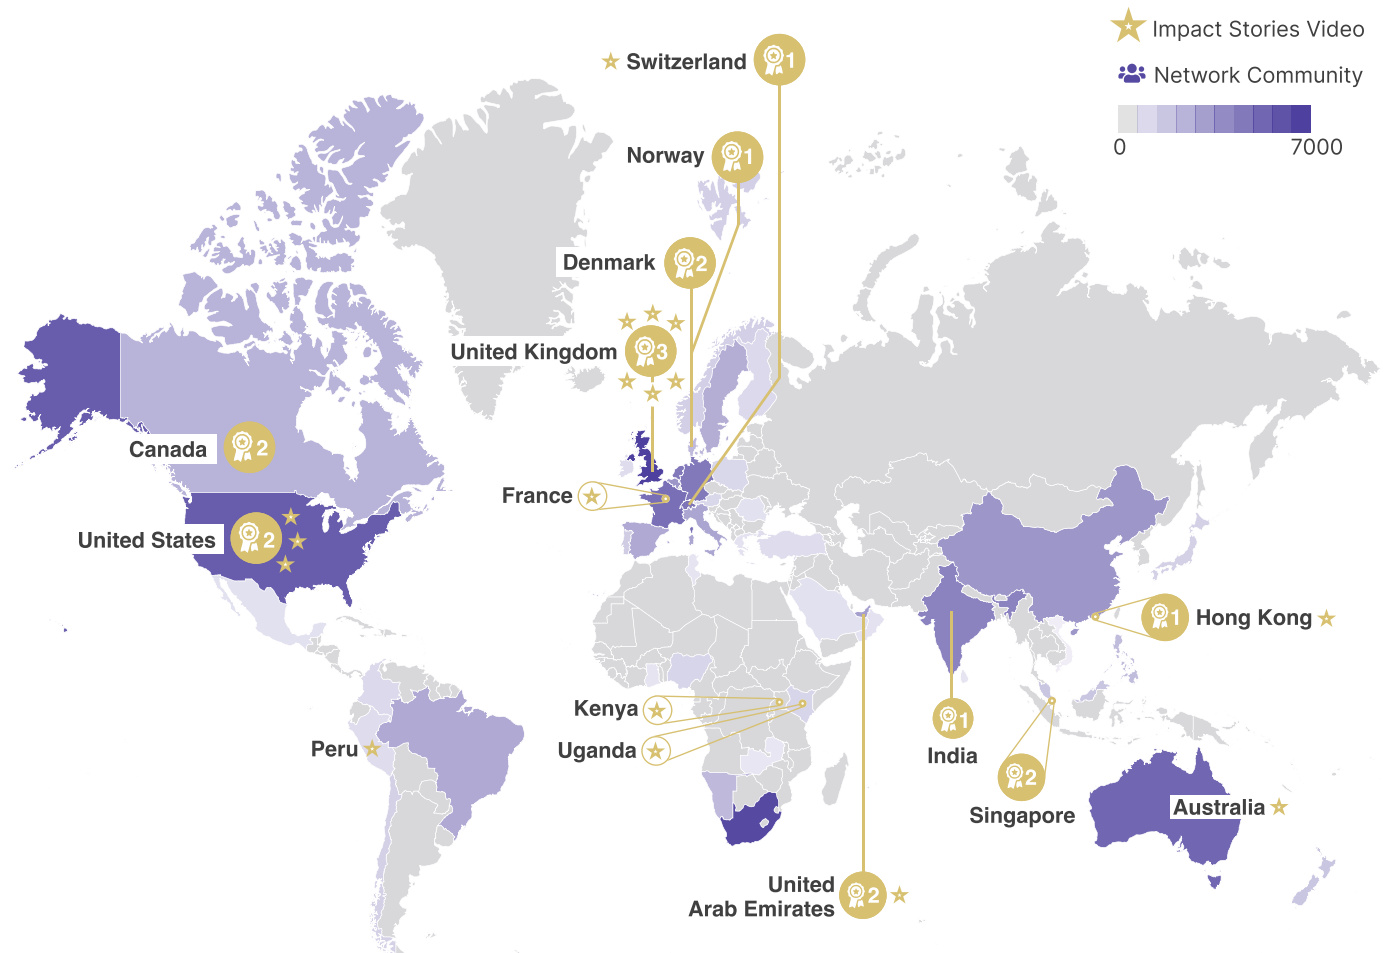 Impact Stories Video
Network Community
0 7000
Switzerland 1
Norway 1
Denmark 2
United Kingdom 3
Canada 2
France
United States 2
Hong Kong 1
Kenya
Uganda
Peru
India 1
Singapore 2
Australia
United
Arab Emirates 2